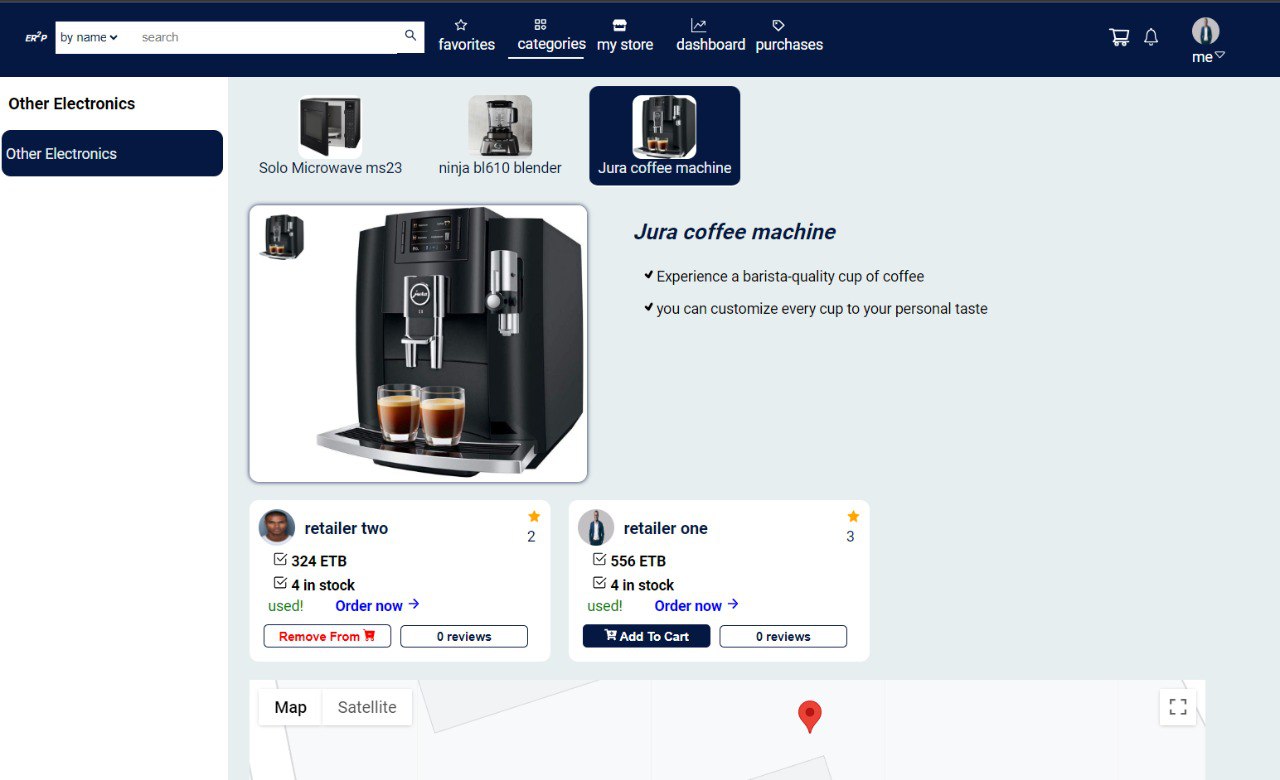 ER²P
by name
search
favorites
categories
my store
dashboard
purchases
me
Other Electronics
Other Electronics
Solo Microwave ms23
ninja bl610 blender
Jura coffee machine
Jura coffee machine
✔ Experience a barista-quality cup of coffee
✔ you can customize every cup to your personal taste
jura
retailer two
2
324 ETB
4 in stock
used!
Order now →
Remove From
0 reviews
retailer one
3
556 ETB
4 in stock
used!
Order now →
Add To Cart
0 reviews
Map
Satellite